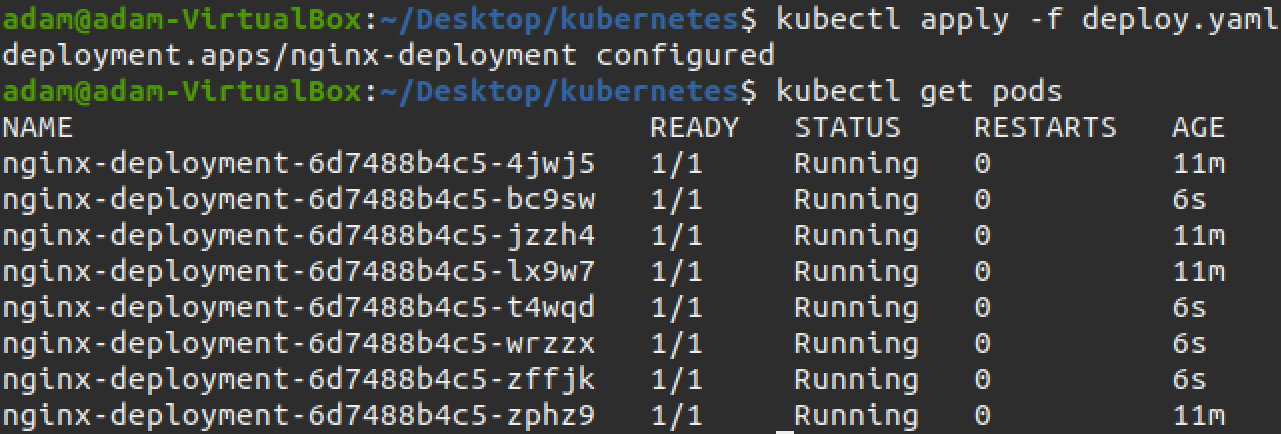 adam@adam-VirtualBox:~/Desktop/kubernetes$ kubectl apply -f deploy.yaml
deployment.apps/nginx-deployment configured
adam@adam-VirtualBox:~/Desktop/kubernetes$ kubectl get pods
NAME READY STATUS RESTARTS AGE
nginx-deployment-6d7488b4c5-4jwj5 1/1 Running 0 11m
nginx-deployment-6d7488b4c5-bc9sw 1/1 Running 0 6s
nginx-deployment-6d7488b4c5-jzzh4 1/1 Running 0 11m
nginx-deployment-6d7488b4c5-lx9w7 1/1 Running 0 11m
nginx-deployment-6d7488b4c5-t4wqd 1/1 Running 0 6s
nginx-deployment-6d7488b4c5-wrzzx 1/1 Running 0 6s
nginx-deployment-6d7488b4c5-zffjk 1/1 Running 0 6s
nginx-deployment-6d7488b4c5-zphz9 1/1 Running 0 11m